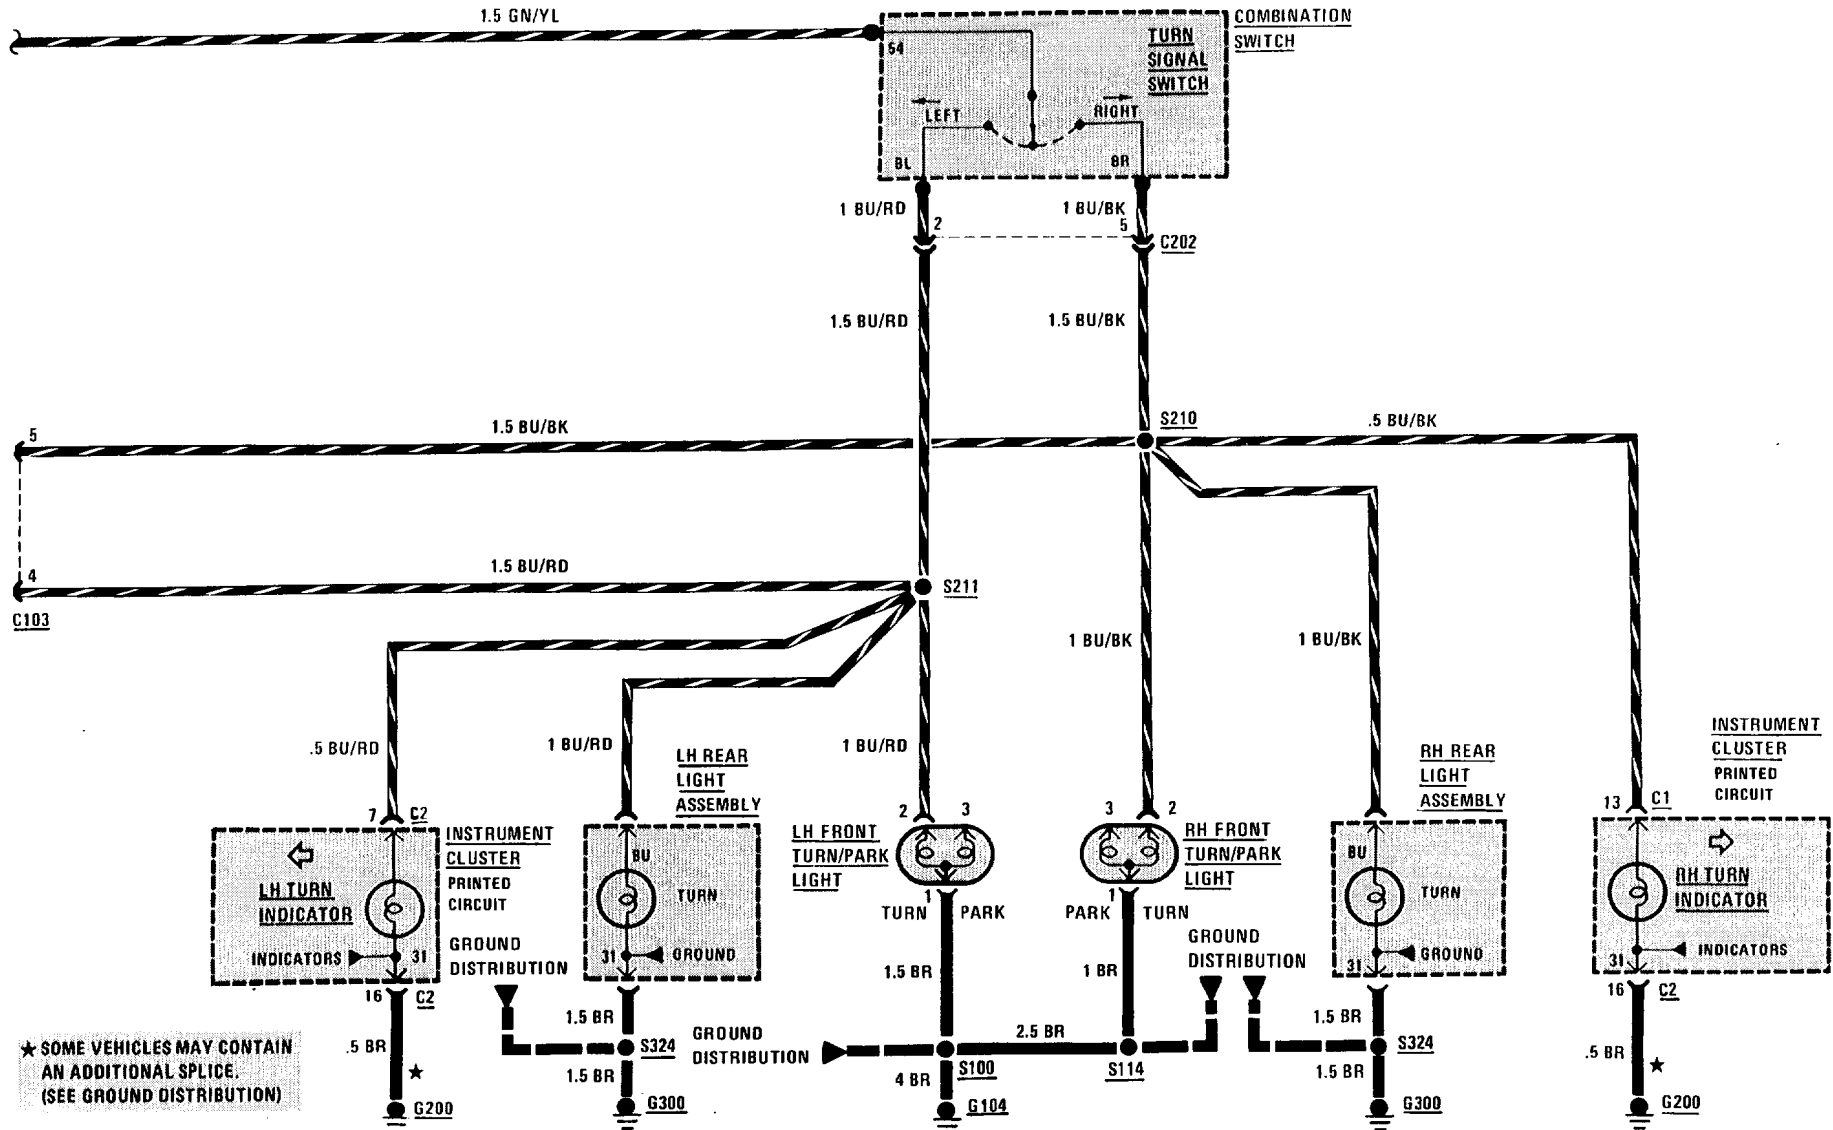 1.5 GN/YL
COMBINATION
SWITCH
54
TURN
SIGNAL
SWITCH
LEFT
RIGHT
BL
BR
1 BU/RD
2
1 BU/BK
5
C202
1.5 BU/RD
1.5 BU/BK
5
1.5 BU/BK
S210
.5 BU/BK
4
1.5 BU/RD
S211
C103
1 BU/BK
1 BU/BK
.5 BU/RD
1 BU/RD
1 BU/RD
LH REAR
LIGHT
ASSEMBLY
RH REAR
LIGHT
ASSEMBLY
INSTRUMENT
CLUSTER
PRINTED
CIRCUIT
7
C2
2
3
3
2
13
C1
LH TURN
INDICATOR
INDICATORS
31
INSTRUMENT
CLUSTER
PRINTED
CIRCUIT
BU
TURN
31
GROUND
LH FRONT
TURN/PARK
LIGHT
1
TURN
PARK
RH FRONT
TURN/PARK
LIGHT
1
PARK
TURN
BU
TURN
31
GROUND
RH TURN
INDICATOR
31
INDICATORS
GROUND
DISTRIBUTION
GROUND
DISTRIBUTION
16
C2
1.5 BR
1.5 BR
1 BR
1.5 BR
16
C2
★ SOME VEHICLES MAY CONTAIN
AN ADDITIONAL SPLICE.
(SEE GROUND DISTRIBUTION)
.5 BR
★
S324
1.5 BR
GROUND
DISTRIBUTION
2.5 BR
S100
4 BR
S114
S324
1.5 BR
.5 BR
★
G200
G300
G104
G300
G200